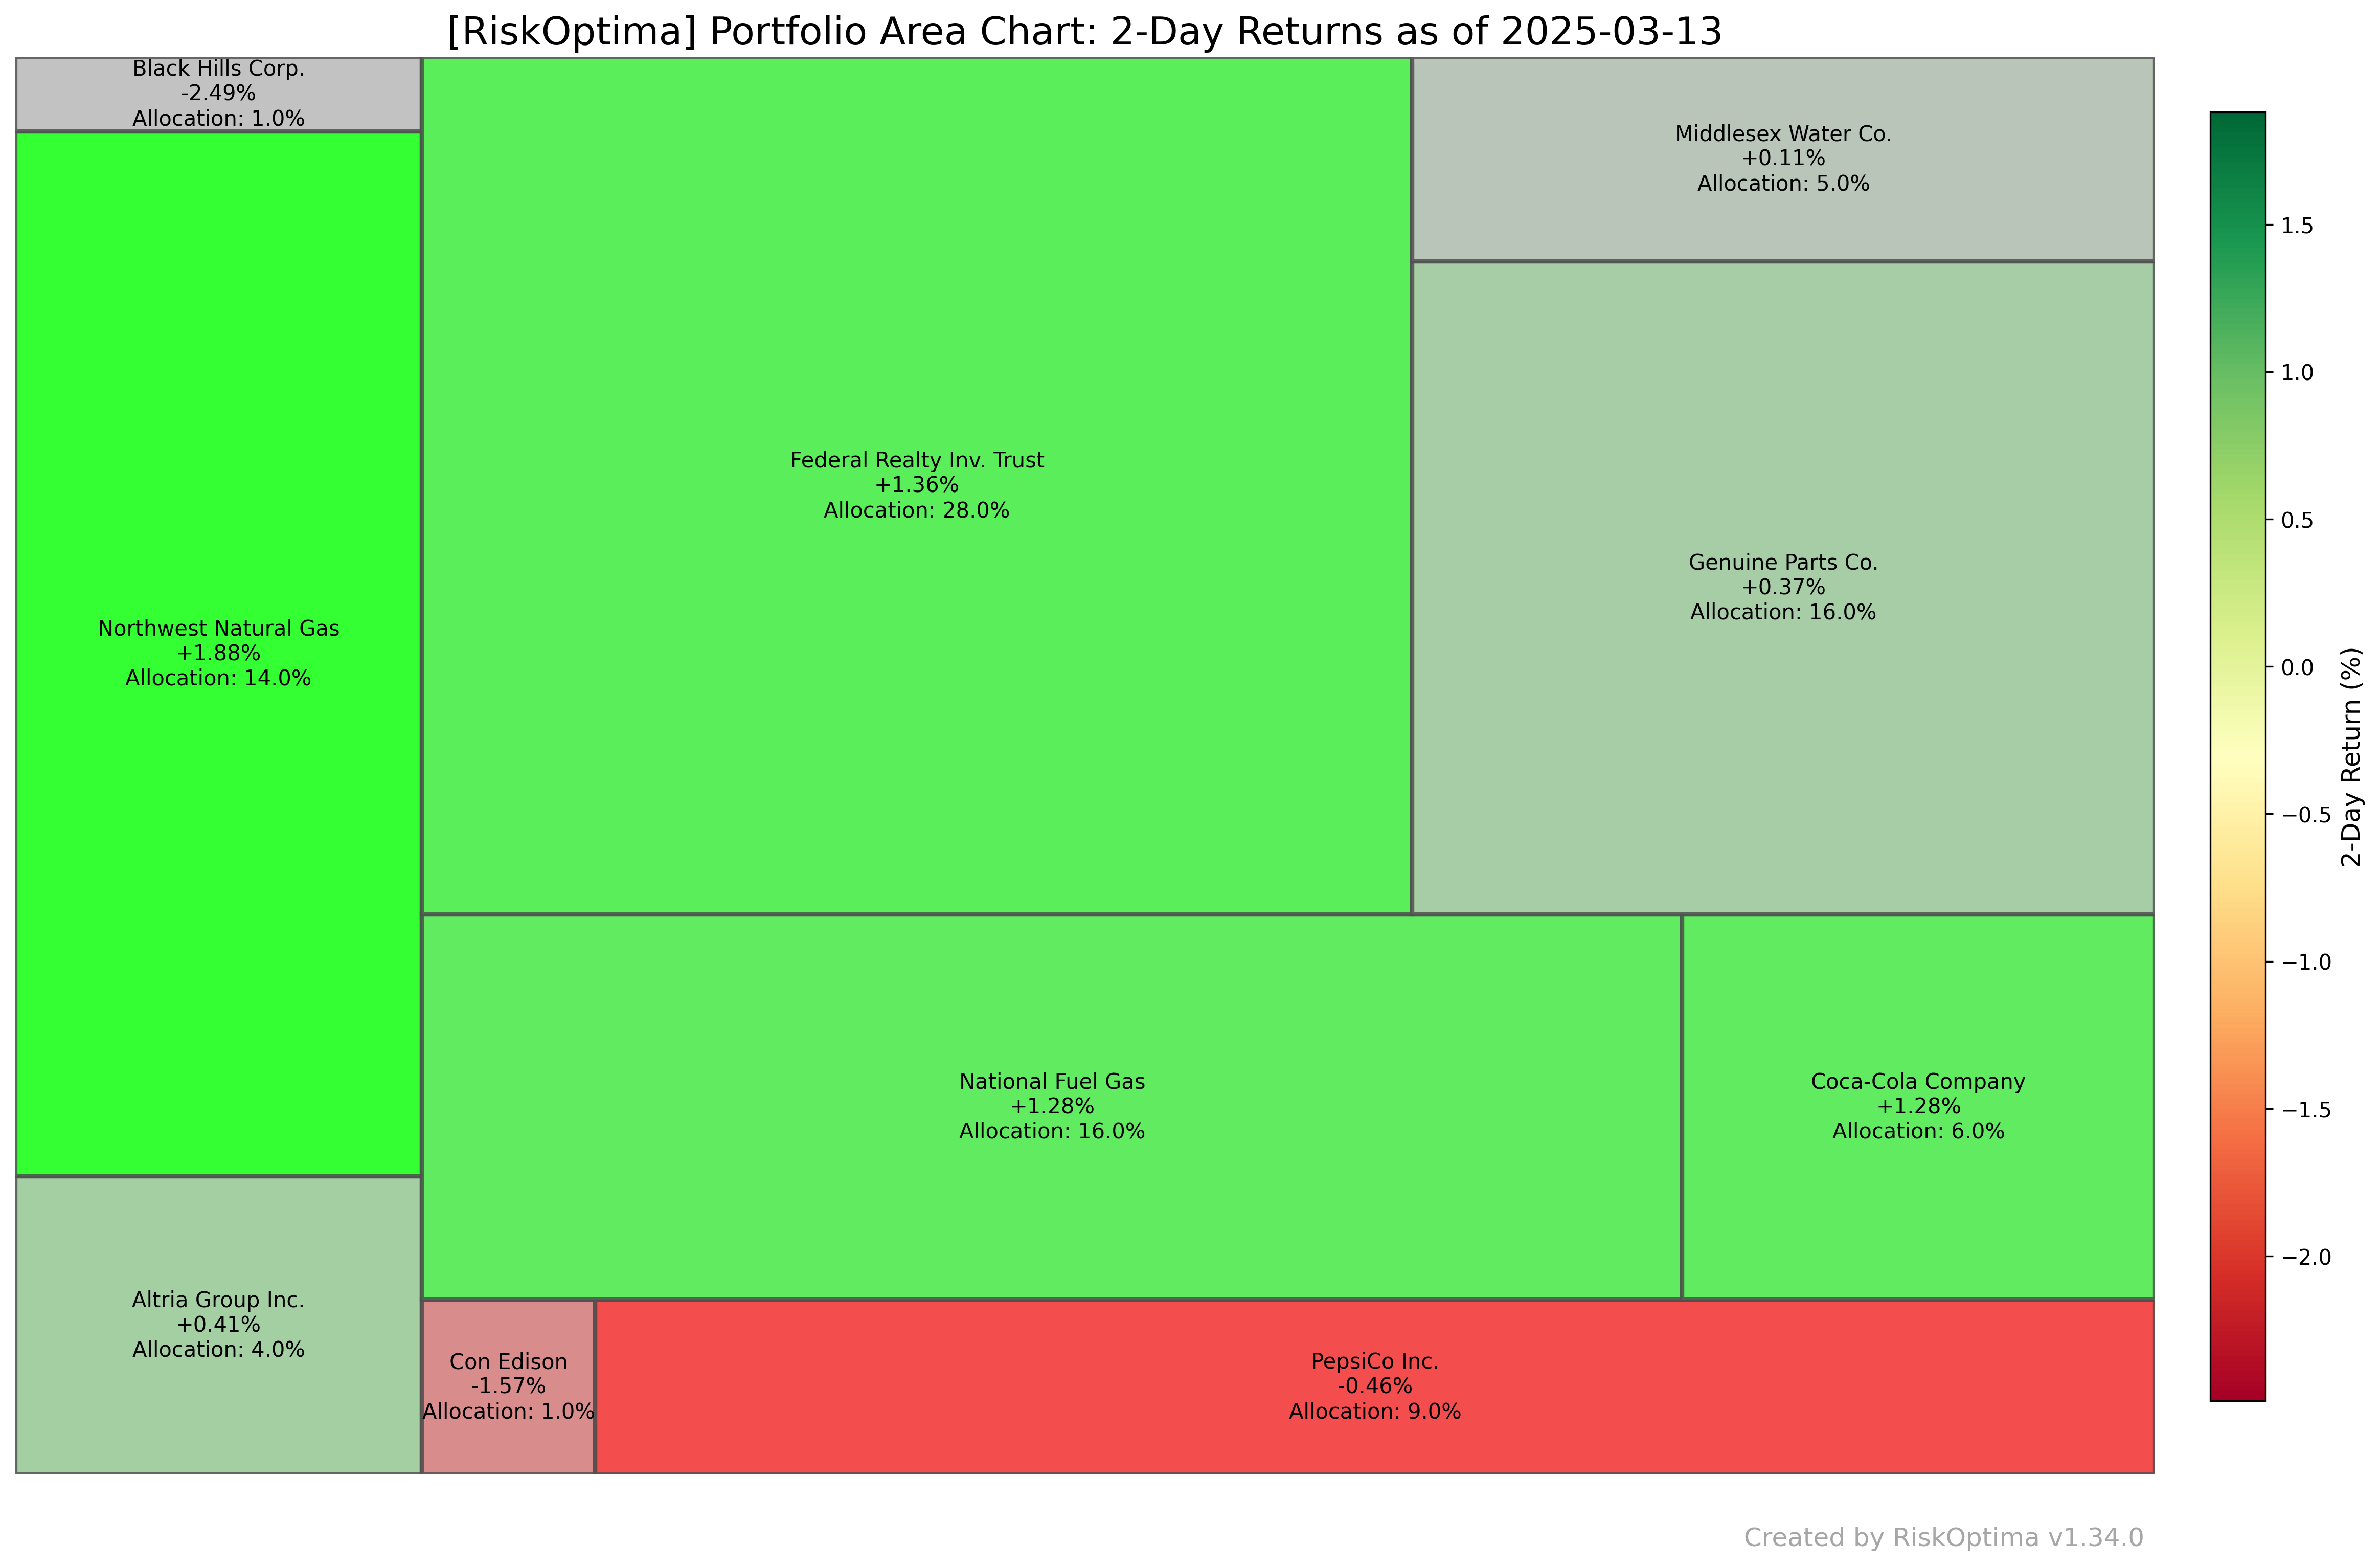 [RiskOptima] Portfolio Area Chart: 2-Day Returns as of 2025-03-13
Black Hills Corp.
-2.49%
Allocation: 1.0%
Northwest Natural Gas
+1.88%
Allocation: 14.0%
Altria Group Inc.
+0.41%
Allocation: 4.0%
Federal Realty Inv. Trust
+1.36%
Allocation: 28.0%
Middlesex Water Co.
+0.11%
Allocation: 5.0%
Genuine Parts Co.
+0.37%
Allocation: 16.0%
National Fuel Gas
+1.28%
Allocation: 16.0%
Coca-Cola Company
+1.28%
Allocation: 6.0%
Con Edison
-1.57%
Allocation: 1.0%
PepsiCo Inc.
-0.46%
Allocation: 9.0%
1.5
1.0
0.5
0.0
−0.5
−1.0
−1.5
−2.0
2-Day Return (%)
Created by RiskOptima v1.34.0